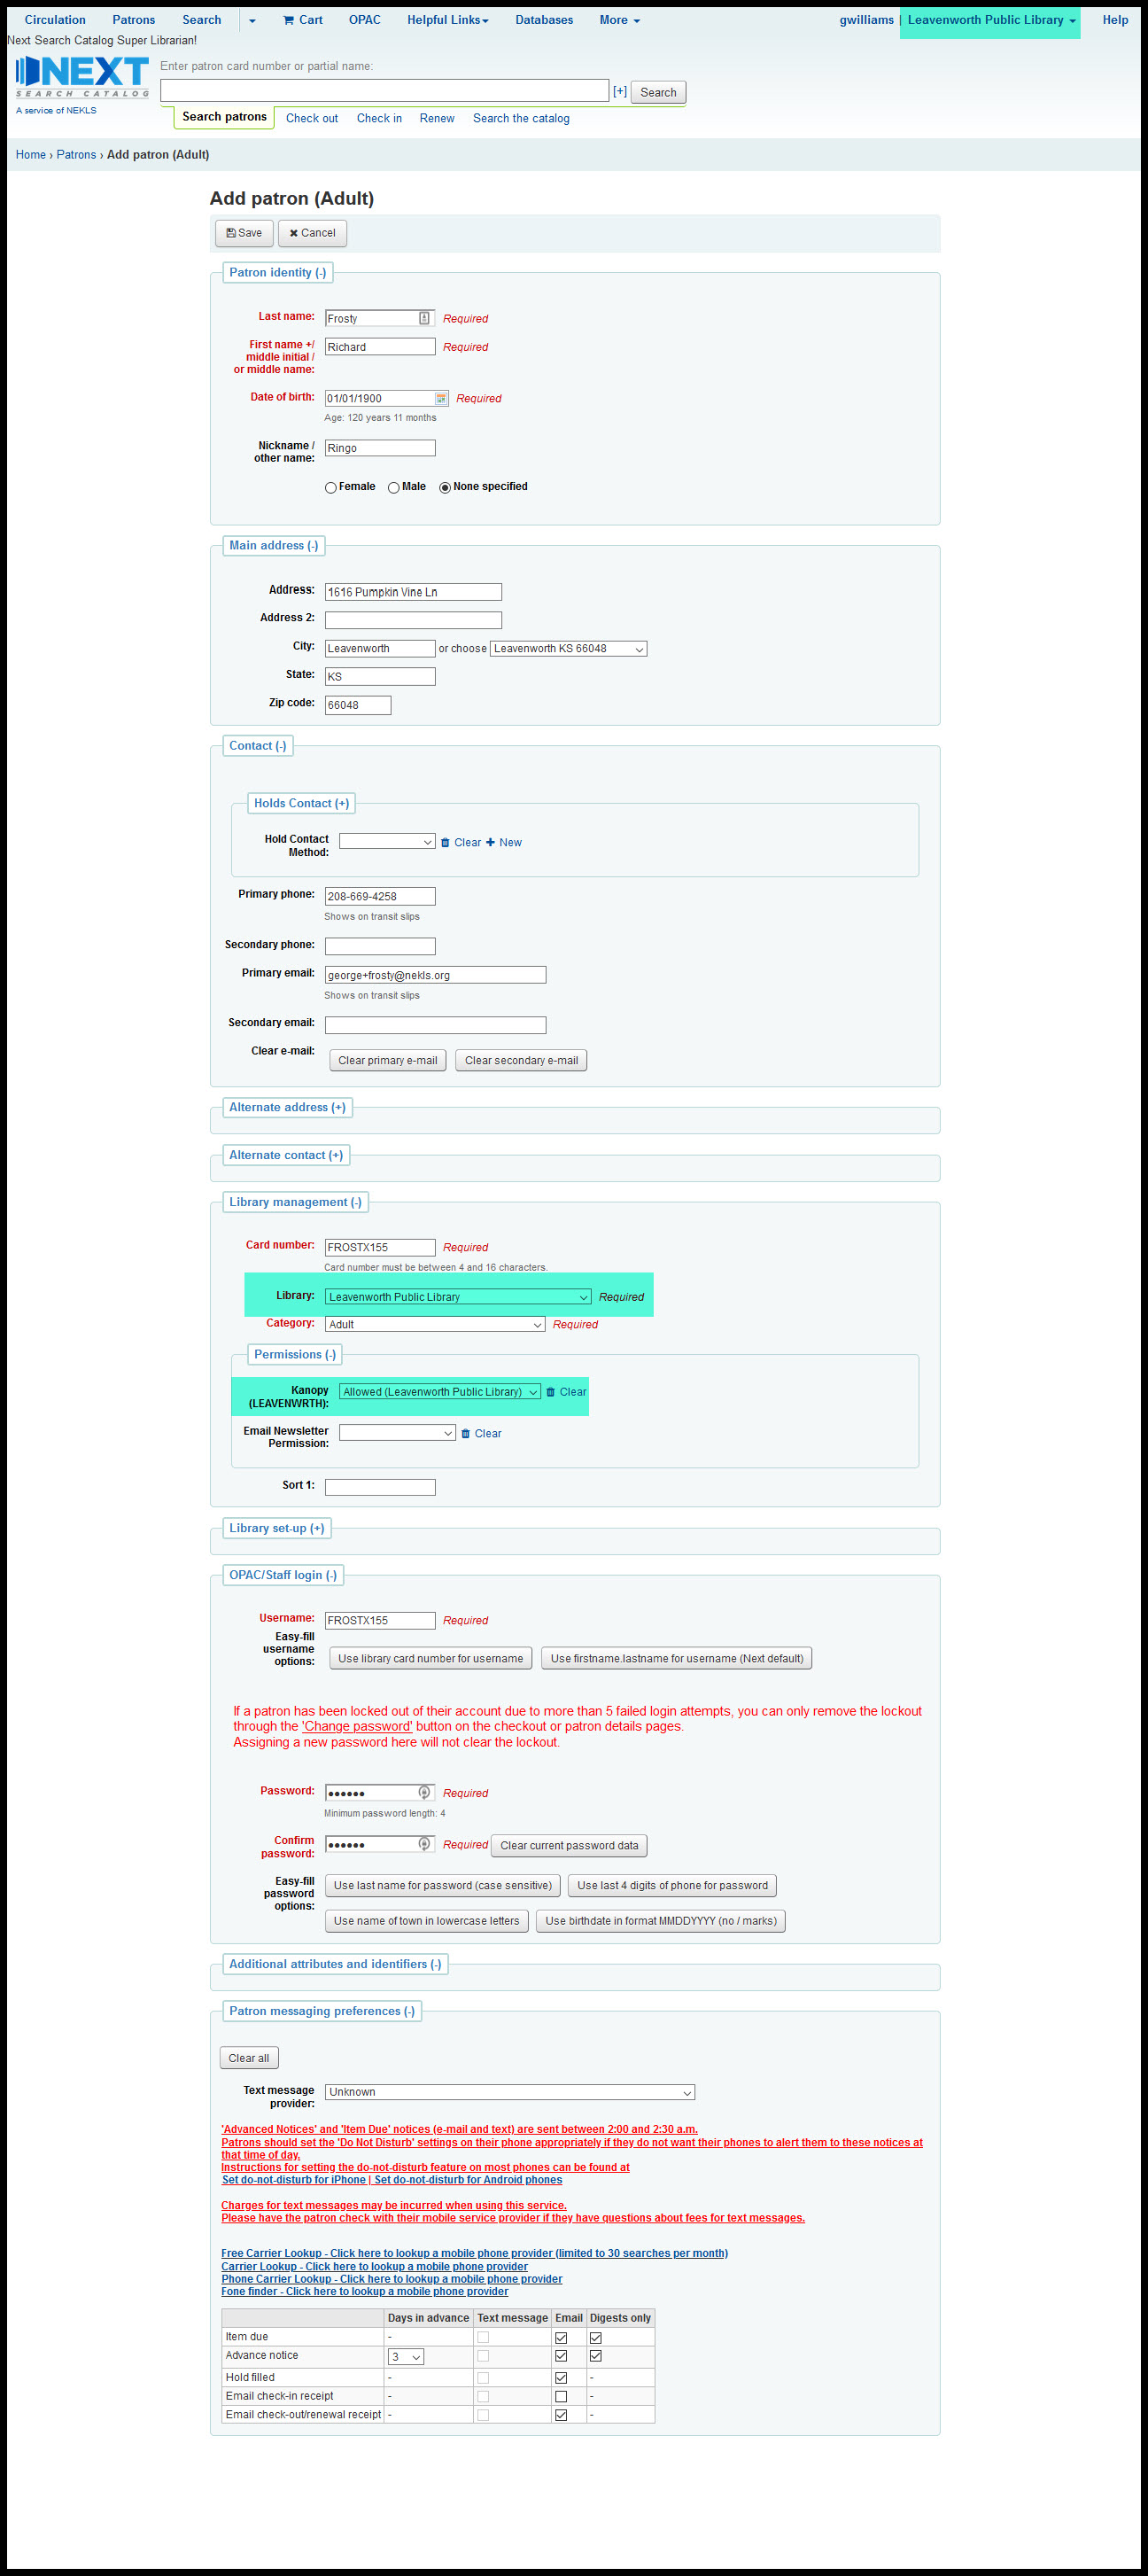 Circulation Patrons Search Cart OPAC Helpful Links Databases More gwilliams | Leavenworth Public Library Help
Next Search Catalog Super Librarian!
NEXT
SEARCH CATALOG
A service of NEKLS
Enter patron card number or partial name:
[+] Search
Search patrons Check out Check in Renew Search the catalog
Home › Patrons › Add patron (Adult)
Add patron (Adult)
Save Cancel
Patron identity (-)
Last name: Frosty Required
First name +/
middle initial /
or middle name: Richard Required
Date of birth: 01/01/1900 Required
Age: 120 years 11 months
Nickname /
other name: Ringo
Female Male None specified
Main address (-)
Address: 1616 Pumpkin Vine Ln
Address 2:
City: Leavenworth or choose Leavenworth KS 66048
State: KS
Zip code: 66048
Contact (-)
Holds Contact (+)
Hold Contact
Method: Clear New
Primary phone: 208-669-4258
Shows on transit slips
Secondary phone:
Primary email: george+frosty@nekls.org
Shows on transit slips
Secondary email:
Clear e-mail: Clear primary e-mail Clear secondary e-mail
Alternate address (+)
Alternate contact (+)
Library management (-)
Card number: FROSTX155 Required
Card number must be between 4 and 16 characters.
Library: Leavenworth Public Library Required
Category: Adult Required
Permissions (-)
Kanopy
(LEAVENWRTH): Allowed (Leavenworth Public Library) Clear
Email Newsletter
Permission: Clear
Sort 1:
Library set-up (+)
OPAC/Staff login (-)
Username: FROSTX155 Required
Easy-fill
username
options: Use library card number for username Use firstname.lastname for username (Next default)
If a patron has been locked out of their account due to more than 5 failed login attempts, you can only remove the lockout
through the 'Change password' button on the checkout or patron details pages.
Assigning a new password here will not clear the lockout.
Password: •••••• Required
Minimum password length: 4
Confirm
password: •••••• Required Clear current password data
Easy-fill
password
options: Use last name for password (case sensitive) Use last 4 digits of phone for password
Use name of town in lowercase letters Use birthdate in format MMDDYYYY (no / marks)
Additional attributes and identifiers (-)
Patron messaging preferences (-)
Clear all
Text message
provider: Unknown
'Advanced Notices' and 'Item Due' notices (e-mail and text) are sent between 2:00 and 2:30 a.m.
Patrons should set the 'Do Not Disturb' settings on their phone appropriately if they do not want their phones to alert them to these notices at
that time of day.
Instructions for setting the do-not-disturb feature on most phones can be found at
Set do-not-disturb for iPhone | Set do-not-disturb for Android phones
Charges for text messages may be incurred when using this service.
Please have the patron check with their mobile service provider if they have questions about fees for text messages.
Free Carrier Lookup - Click here to lookup a mobile phone provider (limited to 30 searches per month)
Carrier Lookup - Click here to lookup a mobile phone provider
Phone Carrier Lookup - Click here to lookup a mobile phone provider
Fone finder - Click here to lookup a mobile phone provider
Days in advance Text message Email Digests only
Item due -
Advance notice 3
Hold filled - -
Email check-in receipt - -
Email check-out/renewal receipt - -